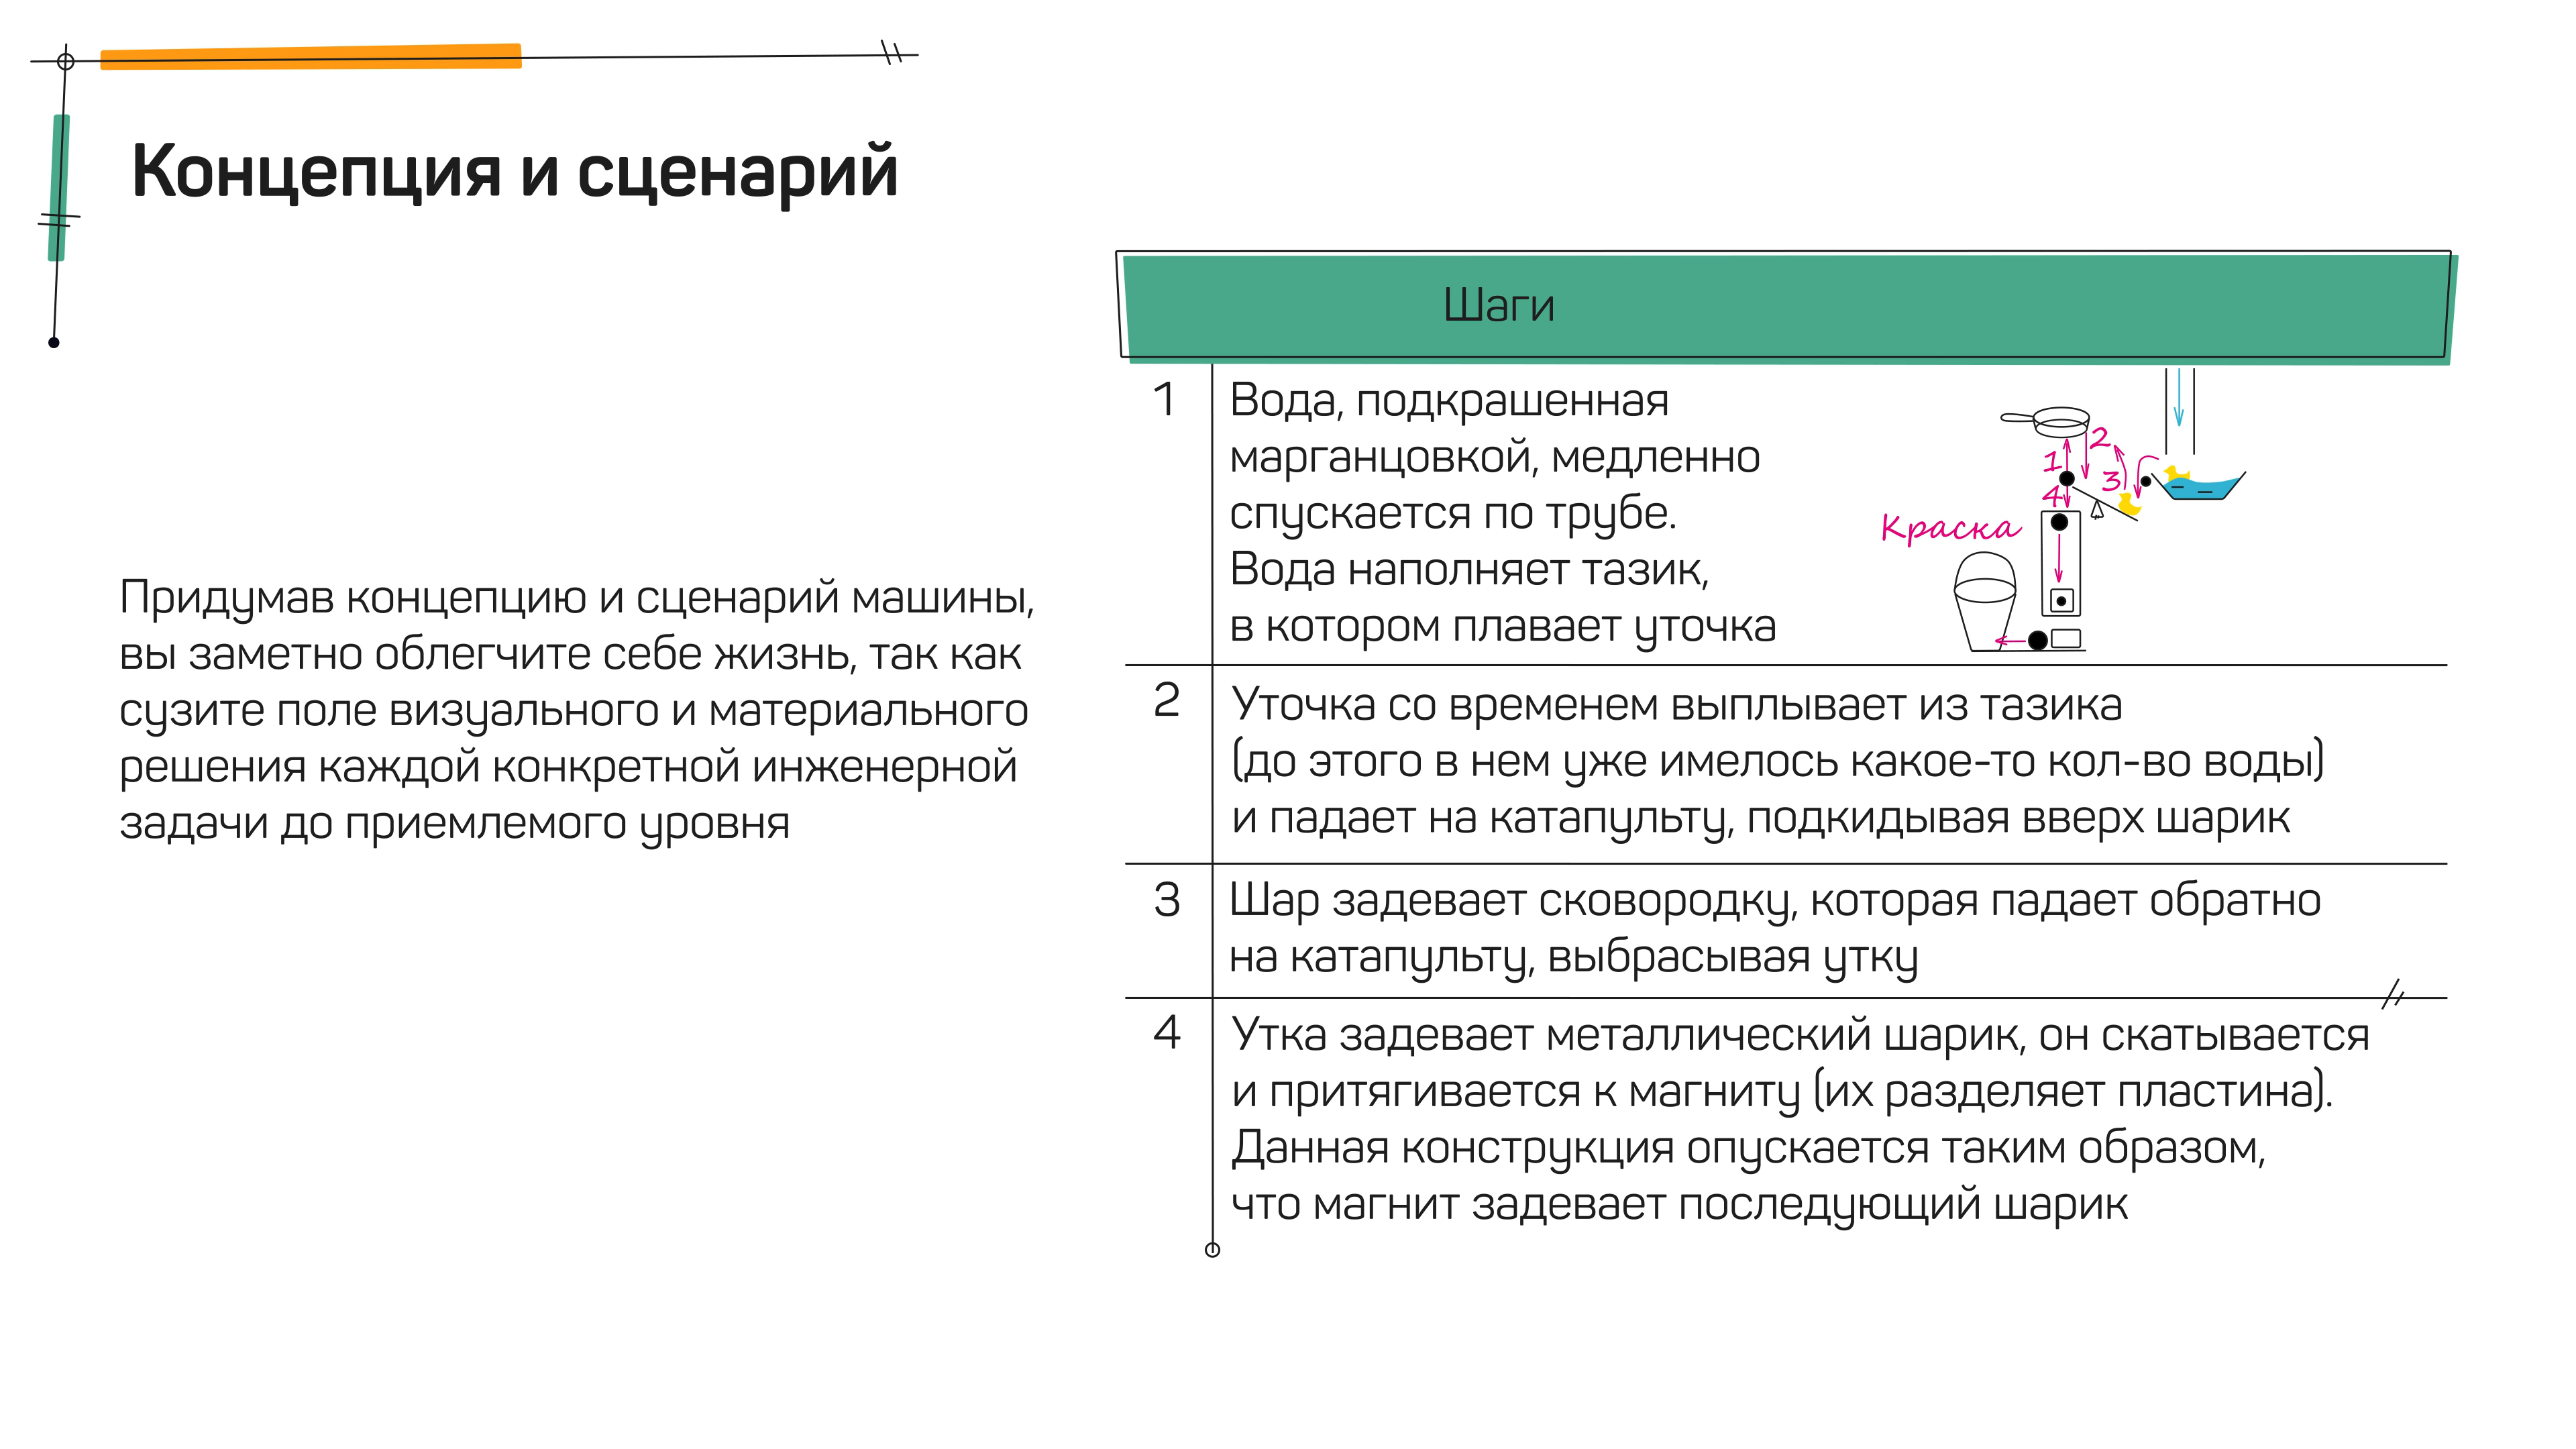 Концепция и сценарий
Придумав концепцию и сценарий машины,
вы заметно облегчите себе жизнь, так как
сузите поле визуального и материального
решения каждой конкретной инженерной
задачи до приемлемого уровня
Шаги
1
Вода, подкрашенная
марганцовкой, медленно
спускается по трубе.
Вода наполняет тазик,
в котором плавает уточка
1
2
3
4
Краска
2
Уточка со временем выплывает из тазика
(до этого в нем уже имелось какое-то кол-во воды)
и падает на катапульту, подкидывая вверх шарик
3
Шар задевает сковородку, которая падает обратно
на катапульту, выбрасывая утку
4
Утка задевает металлический шарик, он скатывается
и притягивается к магниту (их разделяет пластина).
Данная конструкция опускается таким образом,
что магнит задевает последующий шарик